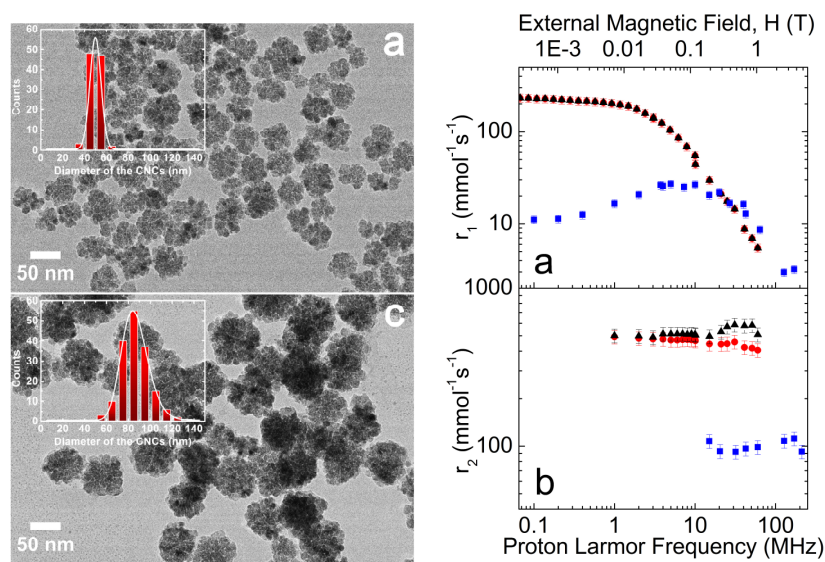 a
60
50
40
30
20
10
0
Counts
0 20 40 60 80 100 120 140
Diameter of the CNCs (nm)
50 nm
c
60
50
40
30
20
10
0
Counts
0 20 40 60 80 100 120 140
Diameter of the CNCs (nm)
50 nm
External Magnetic Field, H (T)
1E-3 0.01 0.1 1
100
10
r1 (mmol-1s-1)
a
1000
100
r2 (mmol-1s-1)
b
0.1 1 10 100
Proton Larmor Frequency (MHz)